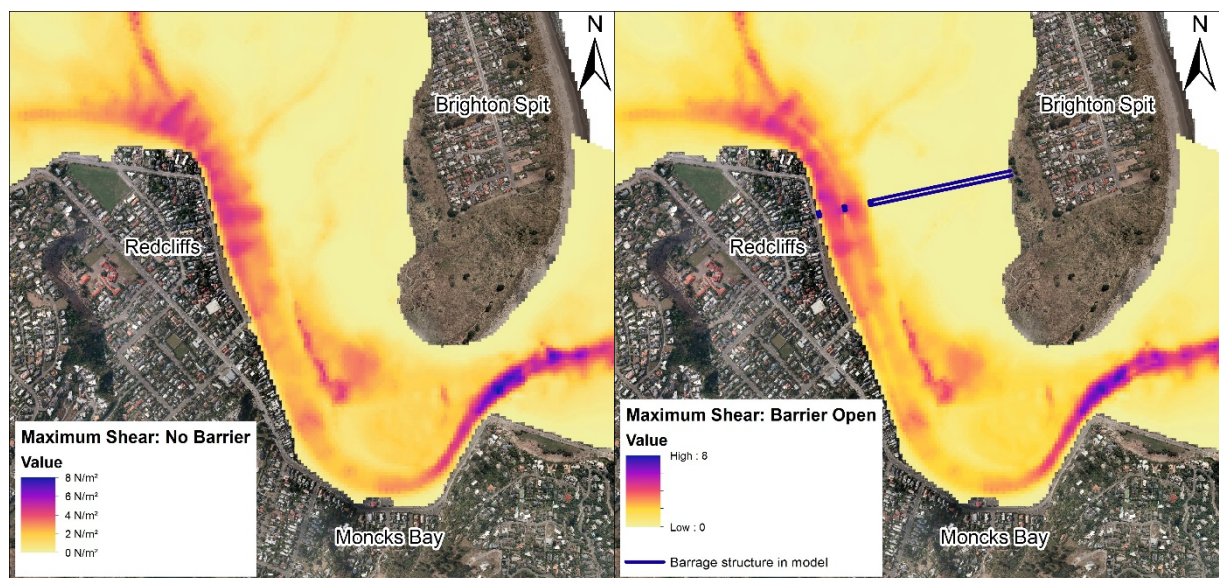 N
Brighton Spit
Redcliffs
Maximum Shear: No Barrier
Value
8 N/m²
6 N/m²
4 N/m²
2 N/m²
0 N/m²
Moncks Bay
N
Brighton Spit
Redcliffs
Maximum Shear: Barrier Open
Value
High : 8
Low : 0
Barrage structure in model
Moncks Bay